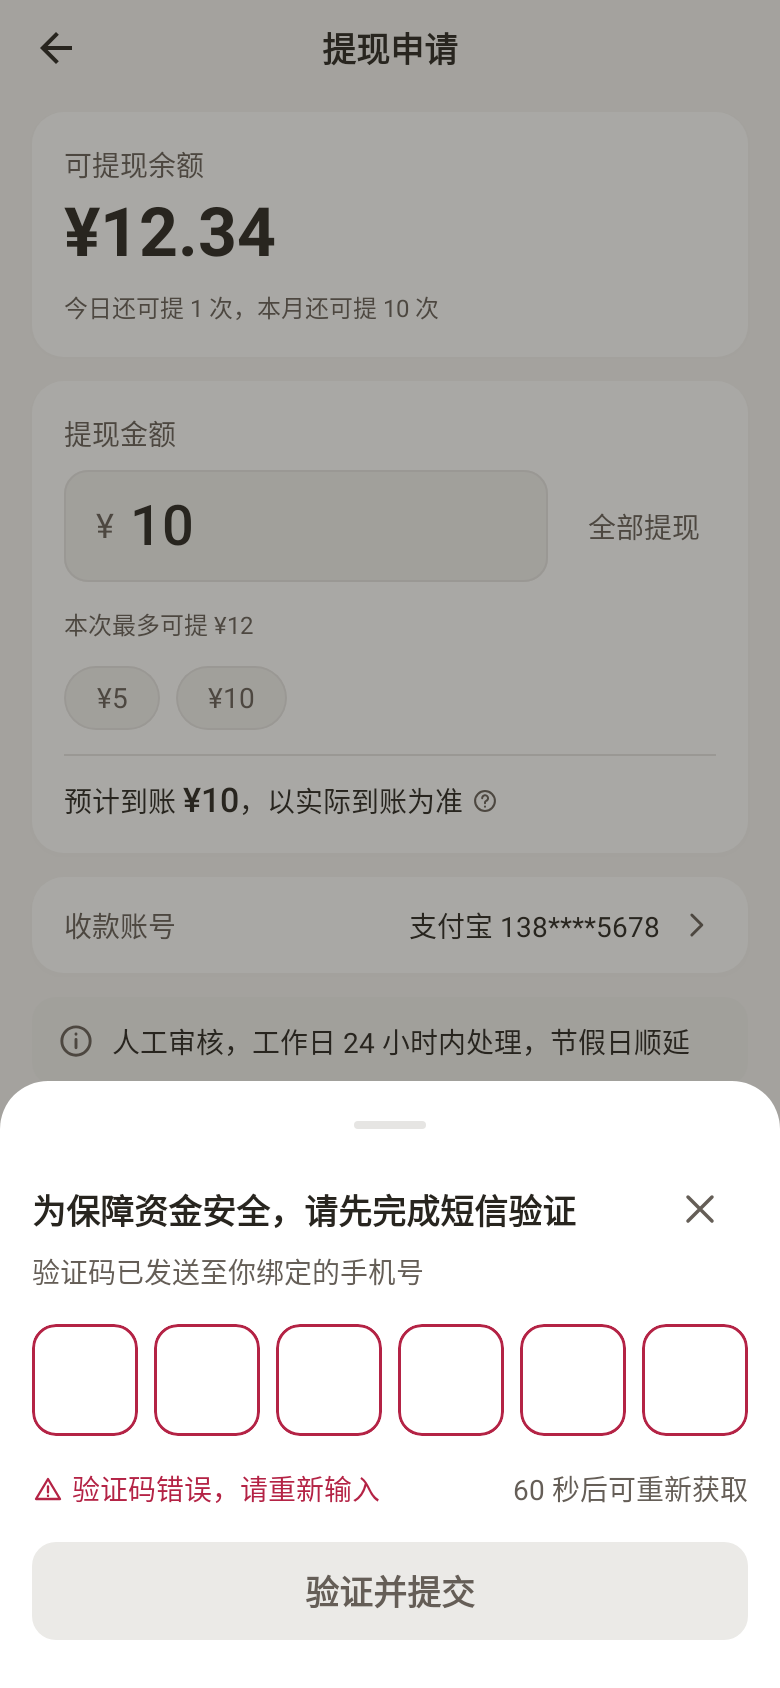 提现申请
可提现余额
¥12.34
今日还可提 1 次，本月还可提 10 次
提现金额
¥ 10
全部提现
本次最多可提 ¥12
¥5
¥10
预计到账 ¥10，以实际到账为准
收款账号
支付宝 138****5678
人工审核，工作日 24 小时内处理，节假日顺延
为保障资金安全，请先完成短信验证
验证码已发送至你绑定的手机号
验证码错误，请重新输入
60 秒后可重新获取
验证并提交